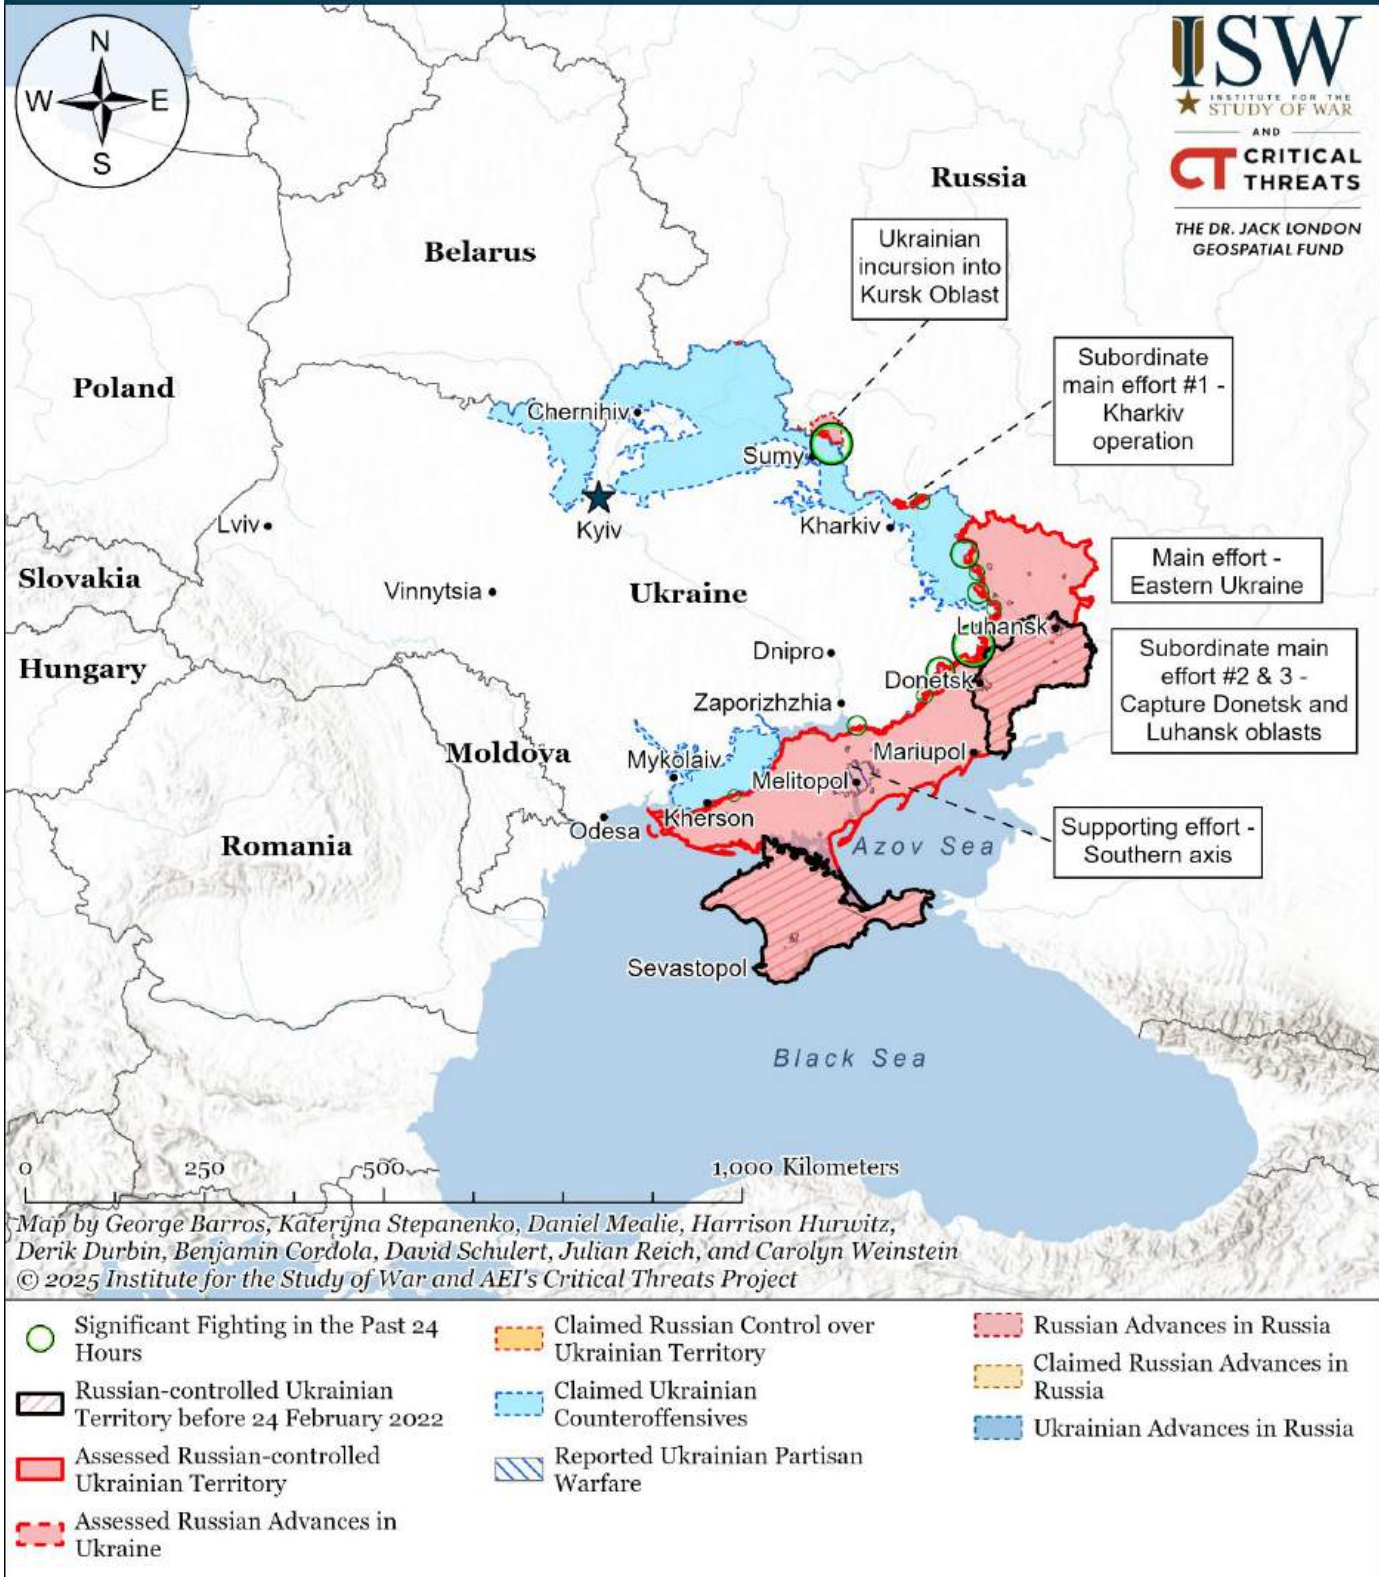 N
W
E
S
ISW
INSTITUTE FOR THE
STUDY OF WAR
AND
CT CRITICAL
THREATS
THE DR. JACK LONDON
GEOSPATIAL FUND
Russia
Ukrainian
incursion into
Kursk Oblast
Belarus
Subordinate
main effort #1 -
Kharkiv
operation
Poland
Chernihiv
Sumy
Lviv
Kyiv
Kharkiv
Main effort -
Eastern Ukraine
Slovakia
Vinnytsia
Ukraine
Luhansk
Subordinate main
effort #2 & 3 -
Capture Donetsk and
Luhansk oblasts
Hungary
Dnipro
Donetsk
Zaporizhzhia
Moldova
Mykolaiv
Mariupol
Melitopol
Kherson
Odesa
Romania
Azov Sea
Supporting effort -
Southern axis
Sevastopol
Black Sea
0 250 500 1,000 Kilometers
Map by George Barros, Kateryna Stepanenko, Daniel Mealie, Harrison Hurwitz,
Derik Durbin, Benjamin Cordola, David Schulert, Julian Reich, and Carolyn Weinstein
© 2025 Institute for the Study of War and AEI's Critical Threats Project
Significant Fighting in the Past 24
Hours
Russian-controlled Ukrainian
Territory before 24 February 2022
Assessed Russian-controlled
Ukrainian Territory
Assessed Russian Advances in
Ukraine
Claimed Russian Control over
Ukrainian Territory
Claimed Ukrainian
Counteroffensives
Reported Ukrainian Partisan
Warfare
Russian Advances in Russia
Claimed Russian Advances in
Russia
Ukrainian Advances in Russia